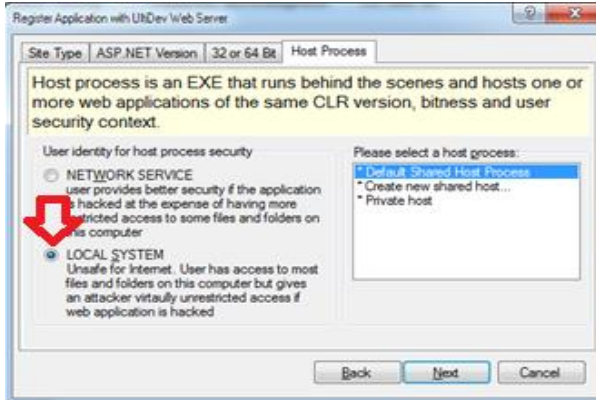 Register Application with UltiDev Web Server
Site Type
ASP.NET Version
32 or 64 Bit
Host Process
Host process is an EXE that runs behind the scenes and hosts one or
more web applications of the same CLR version, bitness and user
security context.
User identity for host process security
NETWORK SERVICE
user provides better security if the application
is hacked at the expense of having more
restricted access to some files and folders on
this computer
LOCAL SYSTEM
Unsafe for Internet. User has access to most
files and folders on this computer but gives
an attacker virtaully unrestricted access if
web application is hacked
Please select a host process:
* Default Shared Host Process
* Create new shared host...
* Private host
Back
Next
Cancel